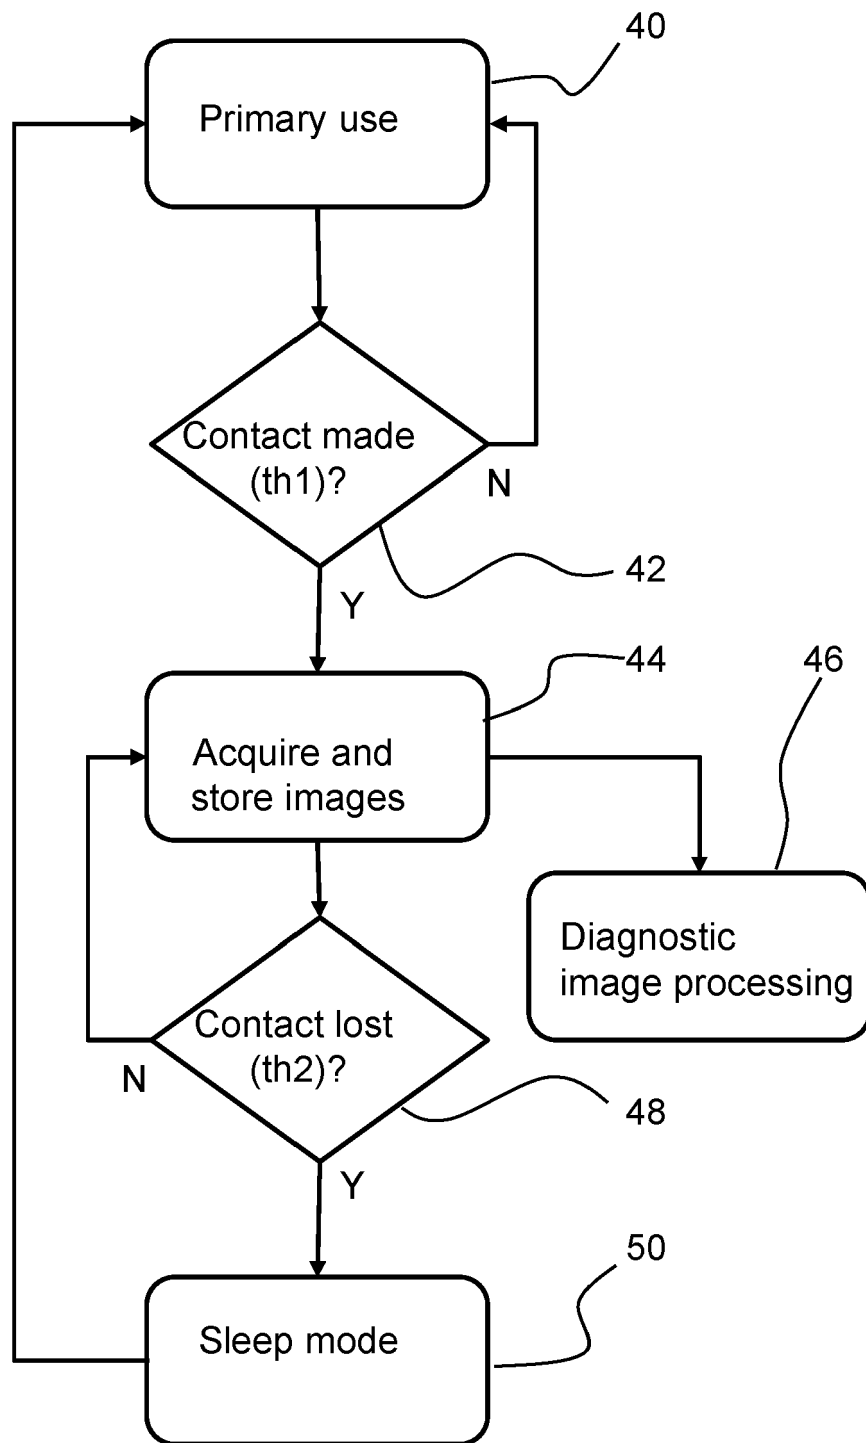 40
Primary use
Contact made
(th1)?
N
42
Y
44
46
Acquire and
store images
Diagnostic
image processing
Contact lost
(th2)?
N
48
Y
50
Sleep mode